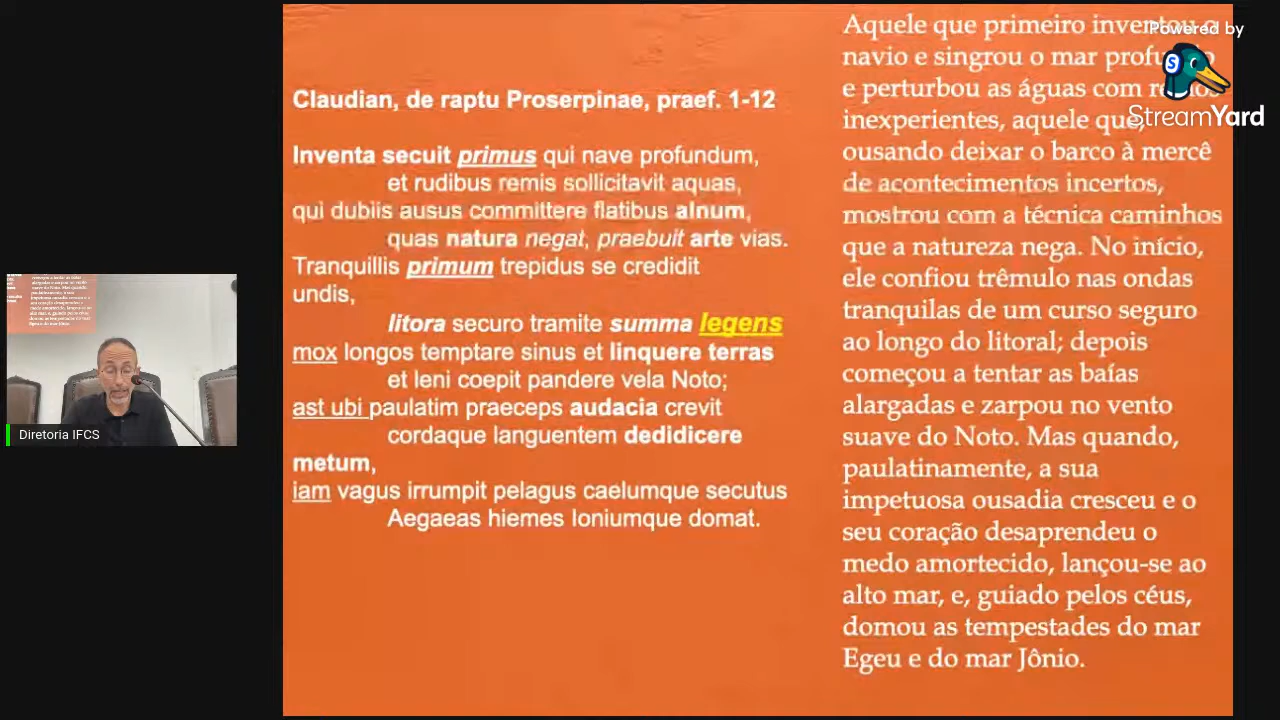 Claudian, de raptu Proserpinae, praef. 1-12
Inventa secuit primus qui nave profundum,
et rudibus remis sollicitavit aquas,
qui dubiis ausus committere flatibus alnum,
quas natura negat, praebuit arte vias.
Tranquillis primum trepidus se credidit
undis,
litora securo tramite summa legens
mox longos temptare sinus et linquere terras
et leni coepit pandere vela Noto;
ast ubi paulatim praeceps audacia crevit
cordaque languentem dedidicere
metum,
iam vagus irrumpit pelagus caelumque secutus
Aegaeas hiemes Ioniumque domat.
Aquele que primeiro inventou o
navio e singrou o mar
e perturbou as águas com
inexperientes, aquele que,
ousando deixar o barco à mercê
de acontecimentos incertos,
mostrou com a técnica caminhos
que a natureza nega. No início,
ele confiou trêmulo nas ondas
tranquilas de um curso seguro
ao longo do litoral; depois
começou a tentar as baías
alargadas e zarpou no vento
suave do Noto. Mas quando,
paulatinamente, a sua
impetuosa ousadia cresceu e o
seu coração desaprendeu o
medo amortecido, lançou-se ao
alto mar, e, guiado pelos céus,
domou as tempestades do mar
Egeu e do mar Jônio.
Powered by
S
StreamYard
Diretoria IFCS